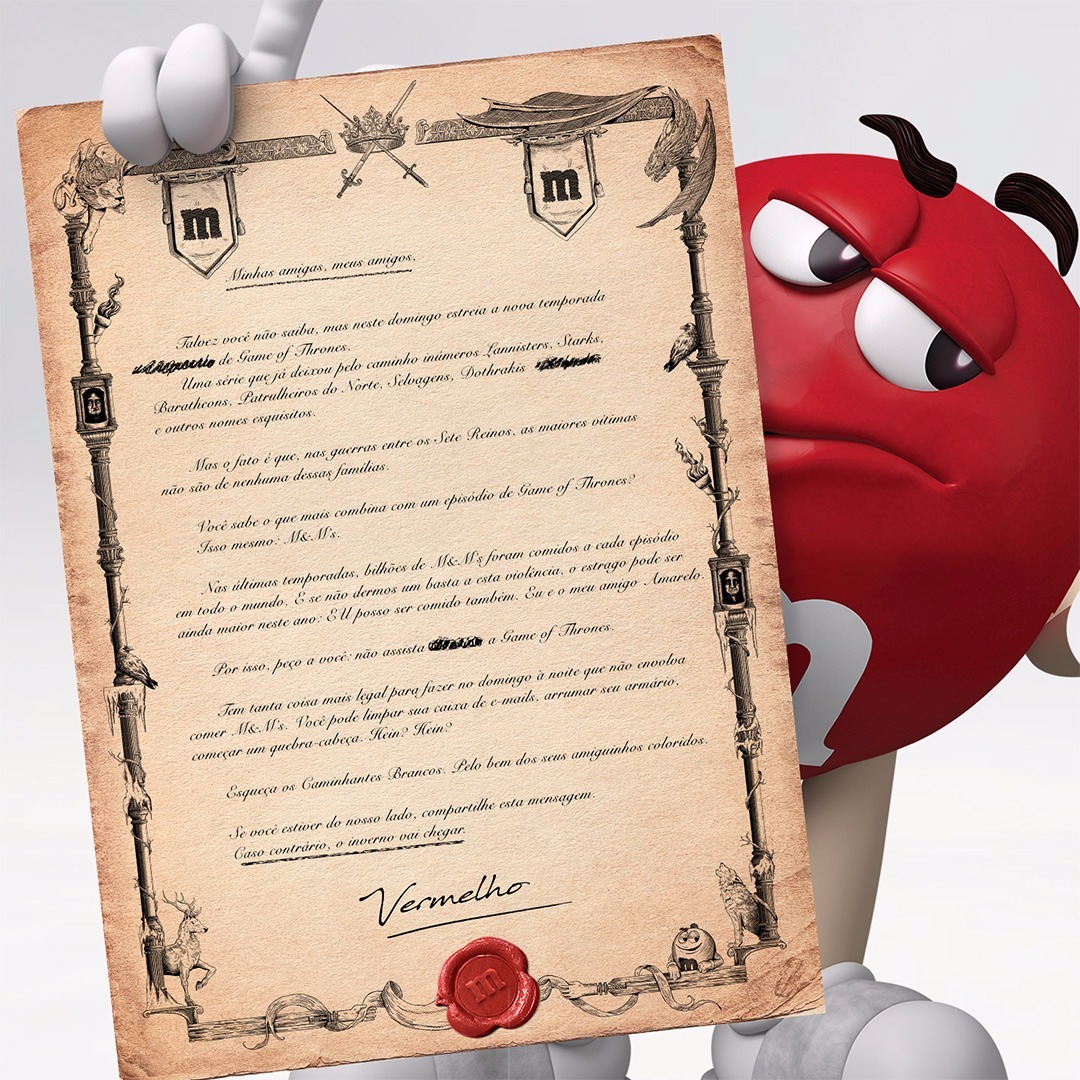 m
m
Minhas amigas, meus amigos,
Talvez você não saiba, mas neste domingo estreia a nova temporada
de Game of Thrones.
Uma série que já deixou pelo caminho inúmeros Lannisters, Starks,
Baratheons, Patrulheiros do Norte, Selvagens, Dothrakis
e outros nomes esquisitos.
Mas o fato é que, nas guerras entre os Sete Reinos, as maiores vítimas
não são de nenhuma dessas famílias.
Você sabe o que mais combina com um episódio de Game of Thrones?
Isso mesmo: M&M's.
Nas últimas temporadas, bilhões de M&M's foram comidos a cada episódio
em todo o mundo. E se não dermos um basta a esta violência, o estrago pode ser
ainda maior neste ano: EU posso ser comido também. Eu e o meu amigo Amarelo.
Por isso, peço a você: não assista a Game of Thrones.
Tem tanta coisa mais legal para fazer no domingo à noite que não envolva
comer M&M's. Você pode limpar sua caixa de e-mails, arrumar seu armário,
começar um quebra-cabeça. Hein? Hein?
Esqueça os Caminhantes Brancos. Pelo bem dos seus amiguinhos coloridos.
Se você estiver do nosso lado, compartilhe esta mensagem.
Caso contrário, o inverno vai chegar.
Vermelho
m
m
m